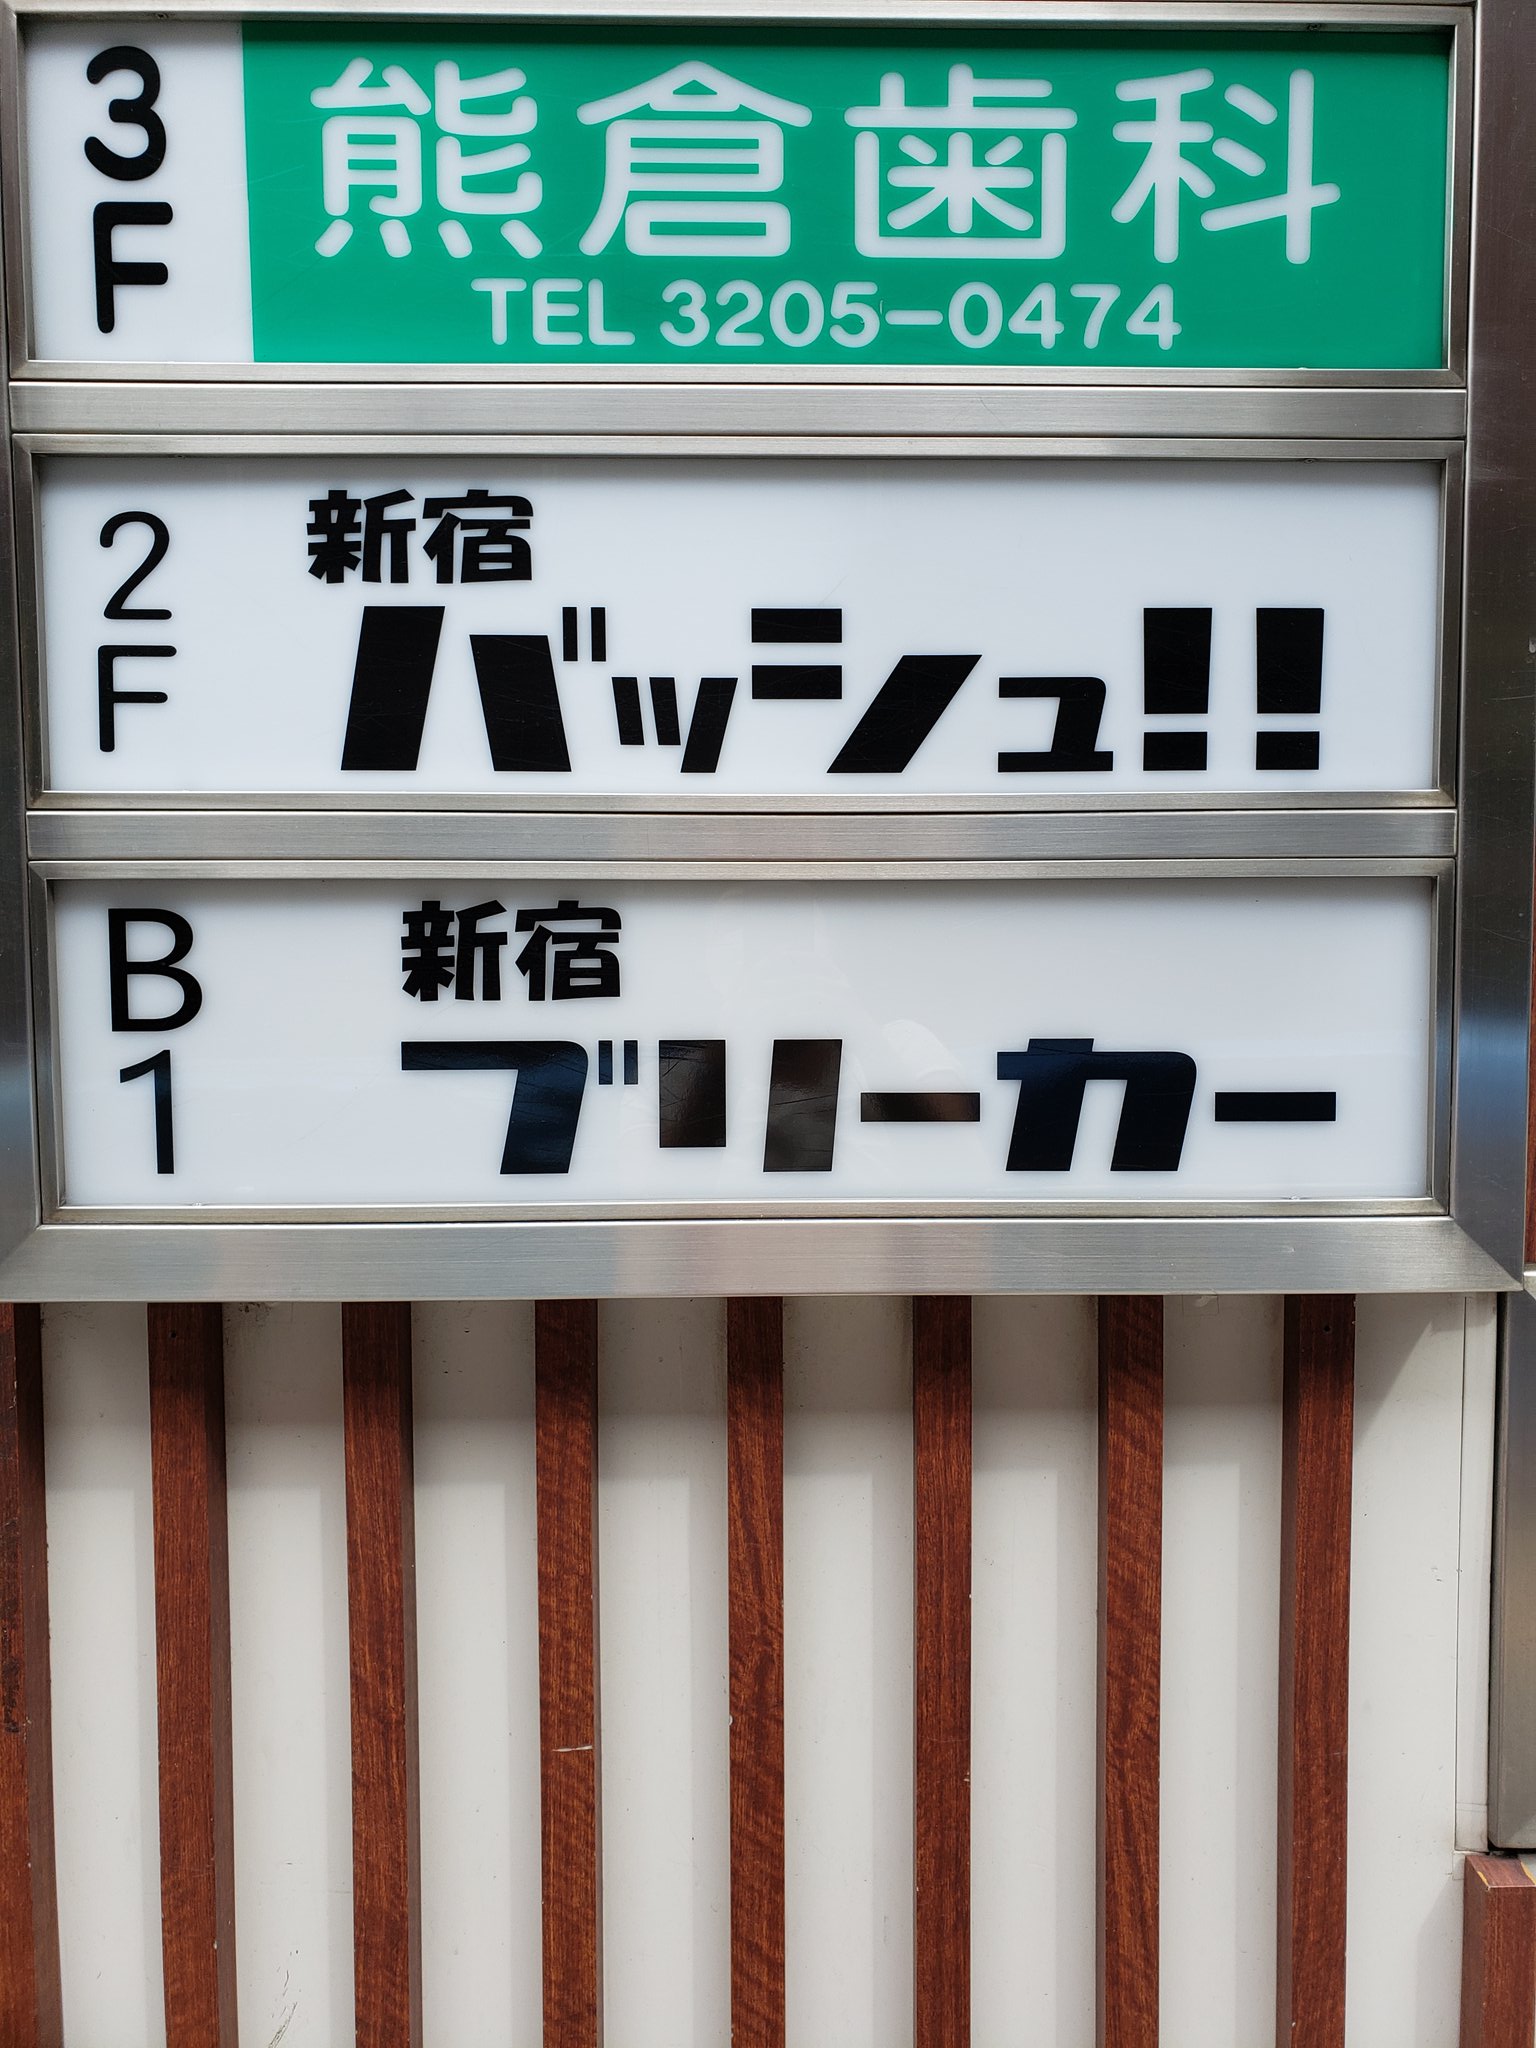 3F
熊倉歯科
TEL 3205-0474
2F
新宿
バッシュ!!
B1
新宿
ブリーカー